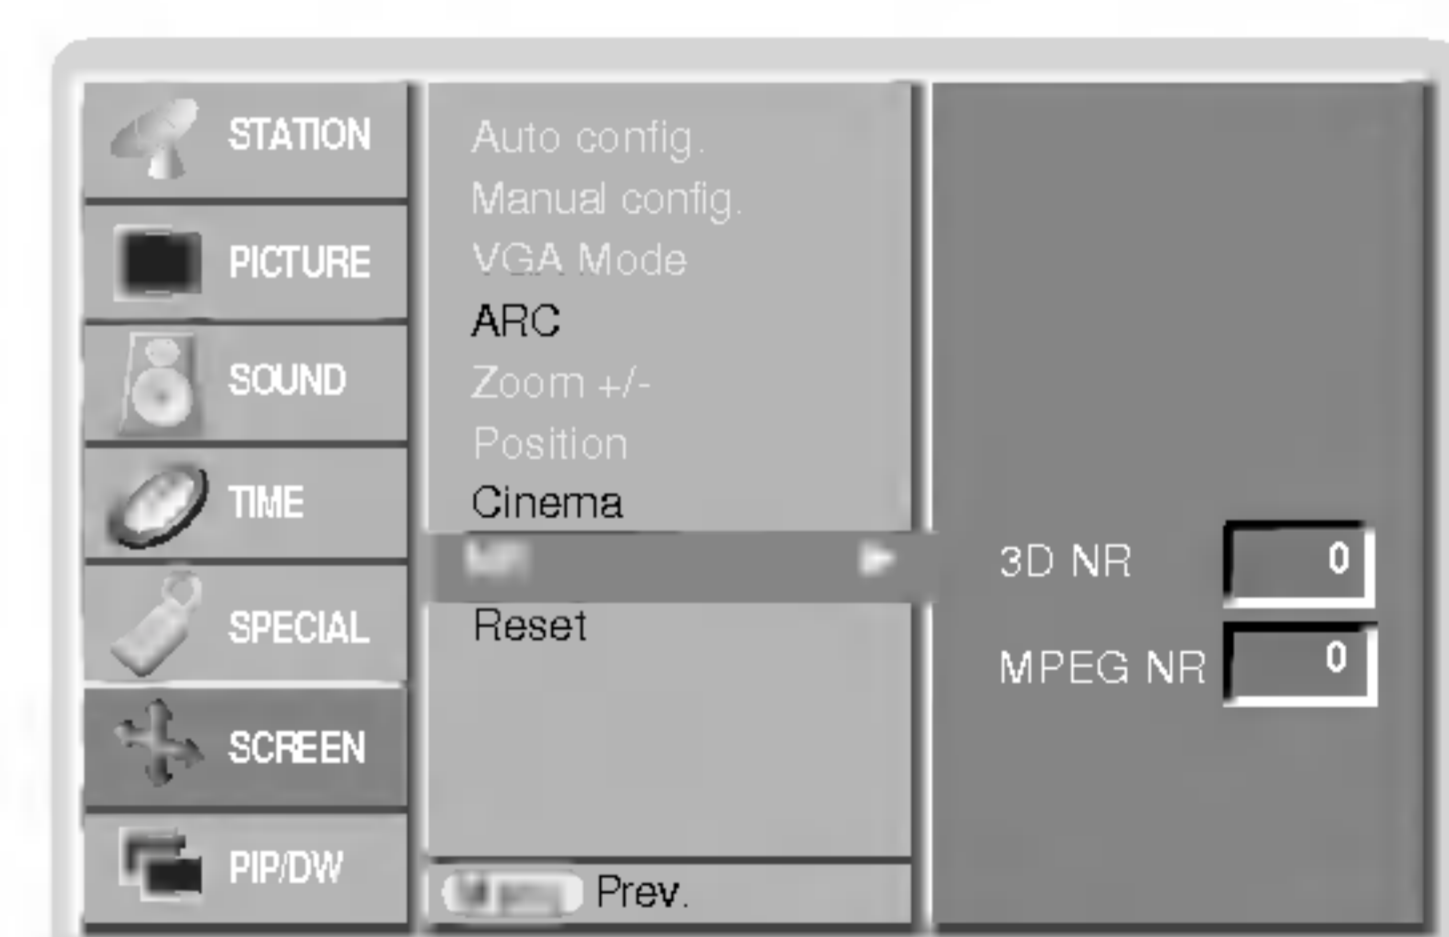 STATION
PICTURE
SOUND
TIME
SPECIAL
SCREEN
PIP/DW
Auto config.
Manual config.
VGA Mode
ARC
Zoom +/-
Position
Cinema
Reset
Prev.
3D NR 0
MPEG NR 0